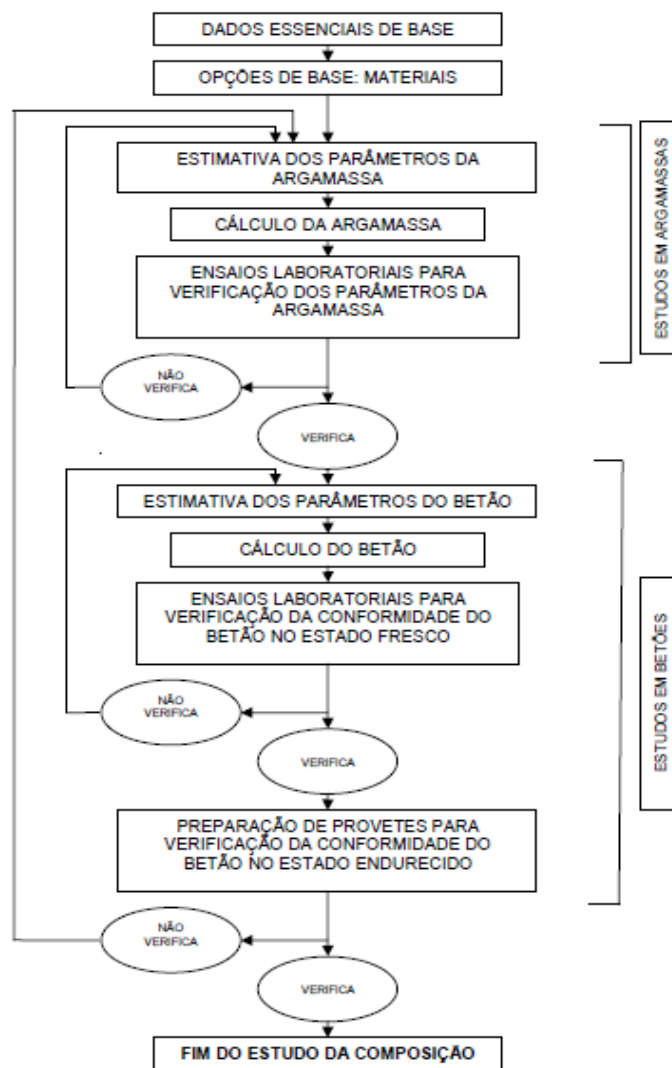 DADOS ESSENCIAIS DE BASE
OPÇÕES DE BASE: MATERIAIS
ESTIMATIVA DOS PARÂMETROS DA
ARGAMASSA
CÁLCULO DA ARGAMASSA
ENSAIOS LABORATORIAIS PARA
VERIFICAÇÃO DOS PARÂMETROS DA
ARGAMASSA
NÃO
VERIFICA
VERIFICA
ESTUDOS EM ARGAMASSAS
ESTIMATIVA DOS PARÂMETROS DO BETÃO
CÁLCULO DO BETÃO
ENSAIOS LABORATORIAIS PARA
VERIFICAÇÃO DA CONFORMIDADE DO
BETÃO NO ESTADO FRESCO
NÃO
VERIFICA
VERIFICA
PREPARAÇÃO DE PROVETES PARA
VERIFICAÇÃO DA CONFORMIDADE DO
BETÃO NO ESTADO ENDURECIDO
ESTUDOS EM BETÕES
NÃO
VERIFICA
VERIFICA
FIM DO ESTUDO DA COMPOSIÇÃO